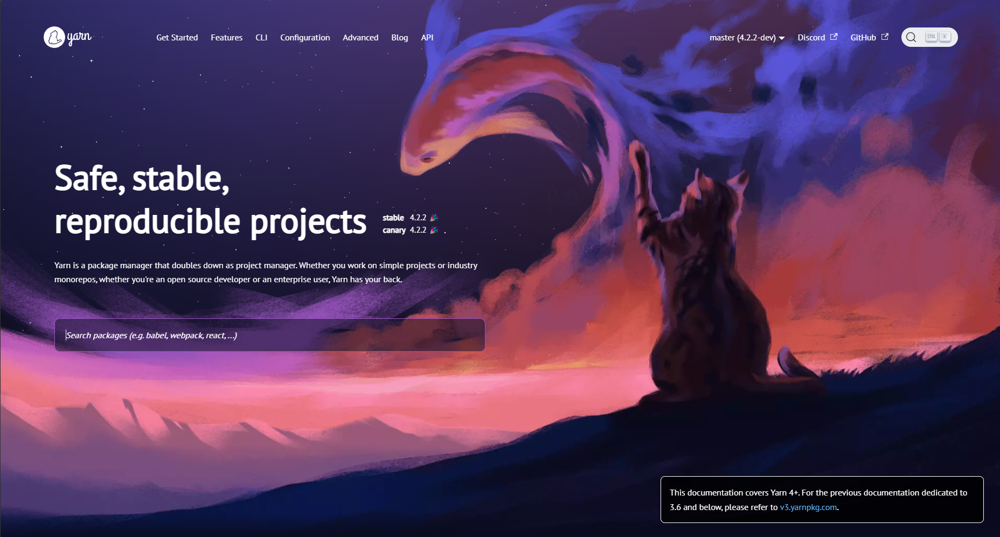 yarn
Get Started Features CLI Configuration Advanced Blog API
master (4.2.2-dev) Discord GitHub CTRL K
Safe, stable,
reproducible projects
stable 4.2.2 🎉
canary 4.2.2 🎉
Yarn is a package manager that doubles down as project manager. Whether you work on simple projects or industry
monorepos, whether you're an open source developer or an enterprise user, Yarn has your back.
Search packages (e.g. babel, webpack, react, ...)
This documentation covers Yarn 4+. For the previous documentation dedicated to
3.6 and below, please refer to v3.yarnpkg.com.